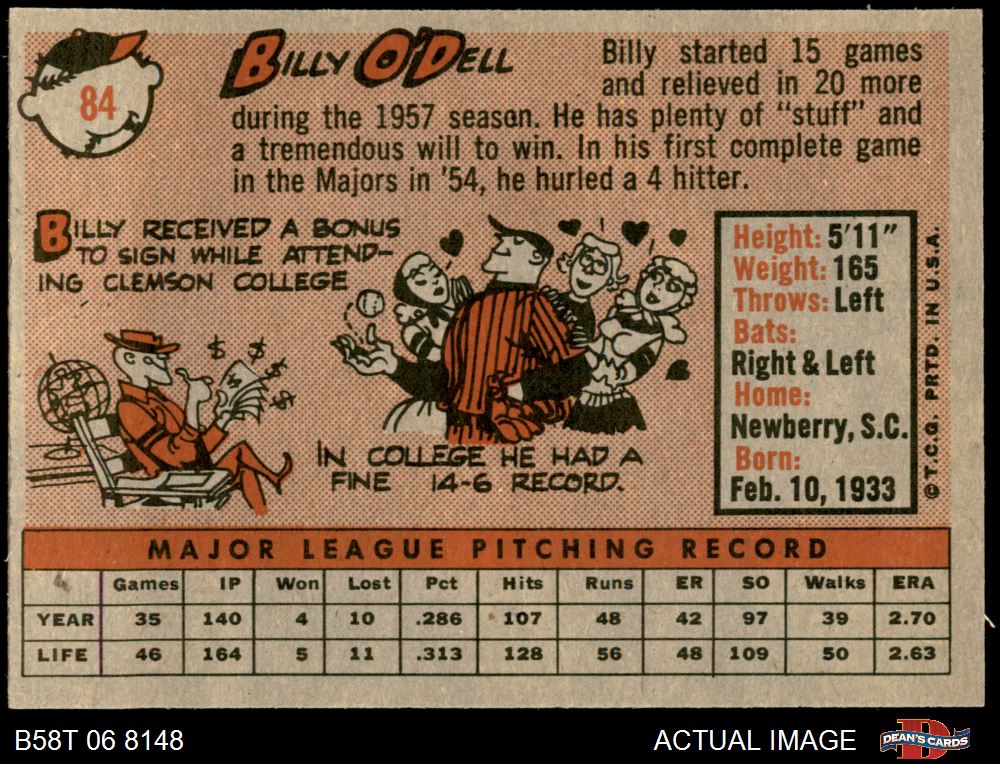 84
BILLY O'DELL
Billy started 15 games
and relieved in 20 more
during the 1957 season. He has plenty of "stuff" and
a tremendous will to win. In his first complete game
in the Majors in '54, he hurled a 4 hitter.
BILLY RECEIVED A BONUS
TO SIGN WHILE ATTEND-
ING CLEMSON COLLEGE
$ $ $ $
IN COLLEGE HE HAD A
FINE 14-6 RECORD.
Height: 5'11"
Weight: 165
Throws: Left
Bats:
Right & Left
Home:
Newberry, S.C.
Born:
Feb. 10, 1933
© T.C.G. PRTD. IN U.S.A.
MAJOR LEAGUE PITCHING RECORD
Games IP Won Lost Pct Hits Runs ER SO Walks ERA
YEAR 35 140 4 10 .286 107 48 42 97 39 2.70
LIFE 46 164 5 11 .313 128 56 48 109 50 2.63
B58T 06 8148
ACTUAL IMAGE
D
DEAN'S CARDS